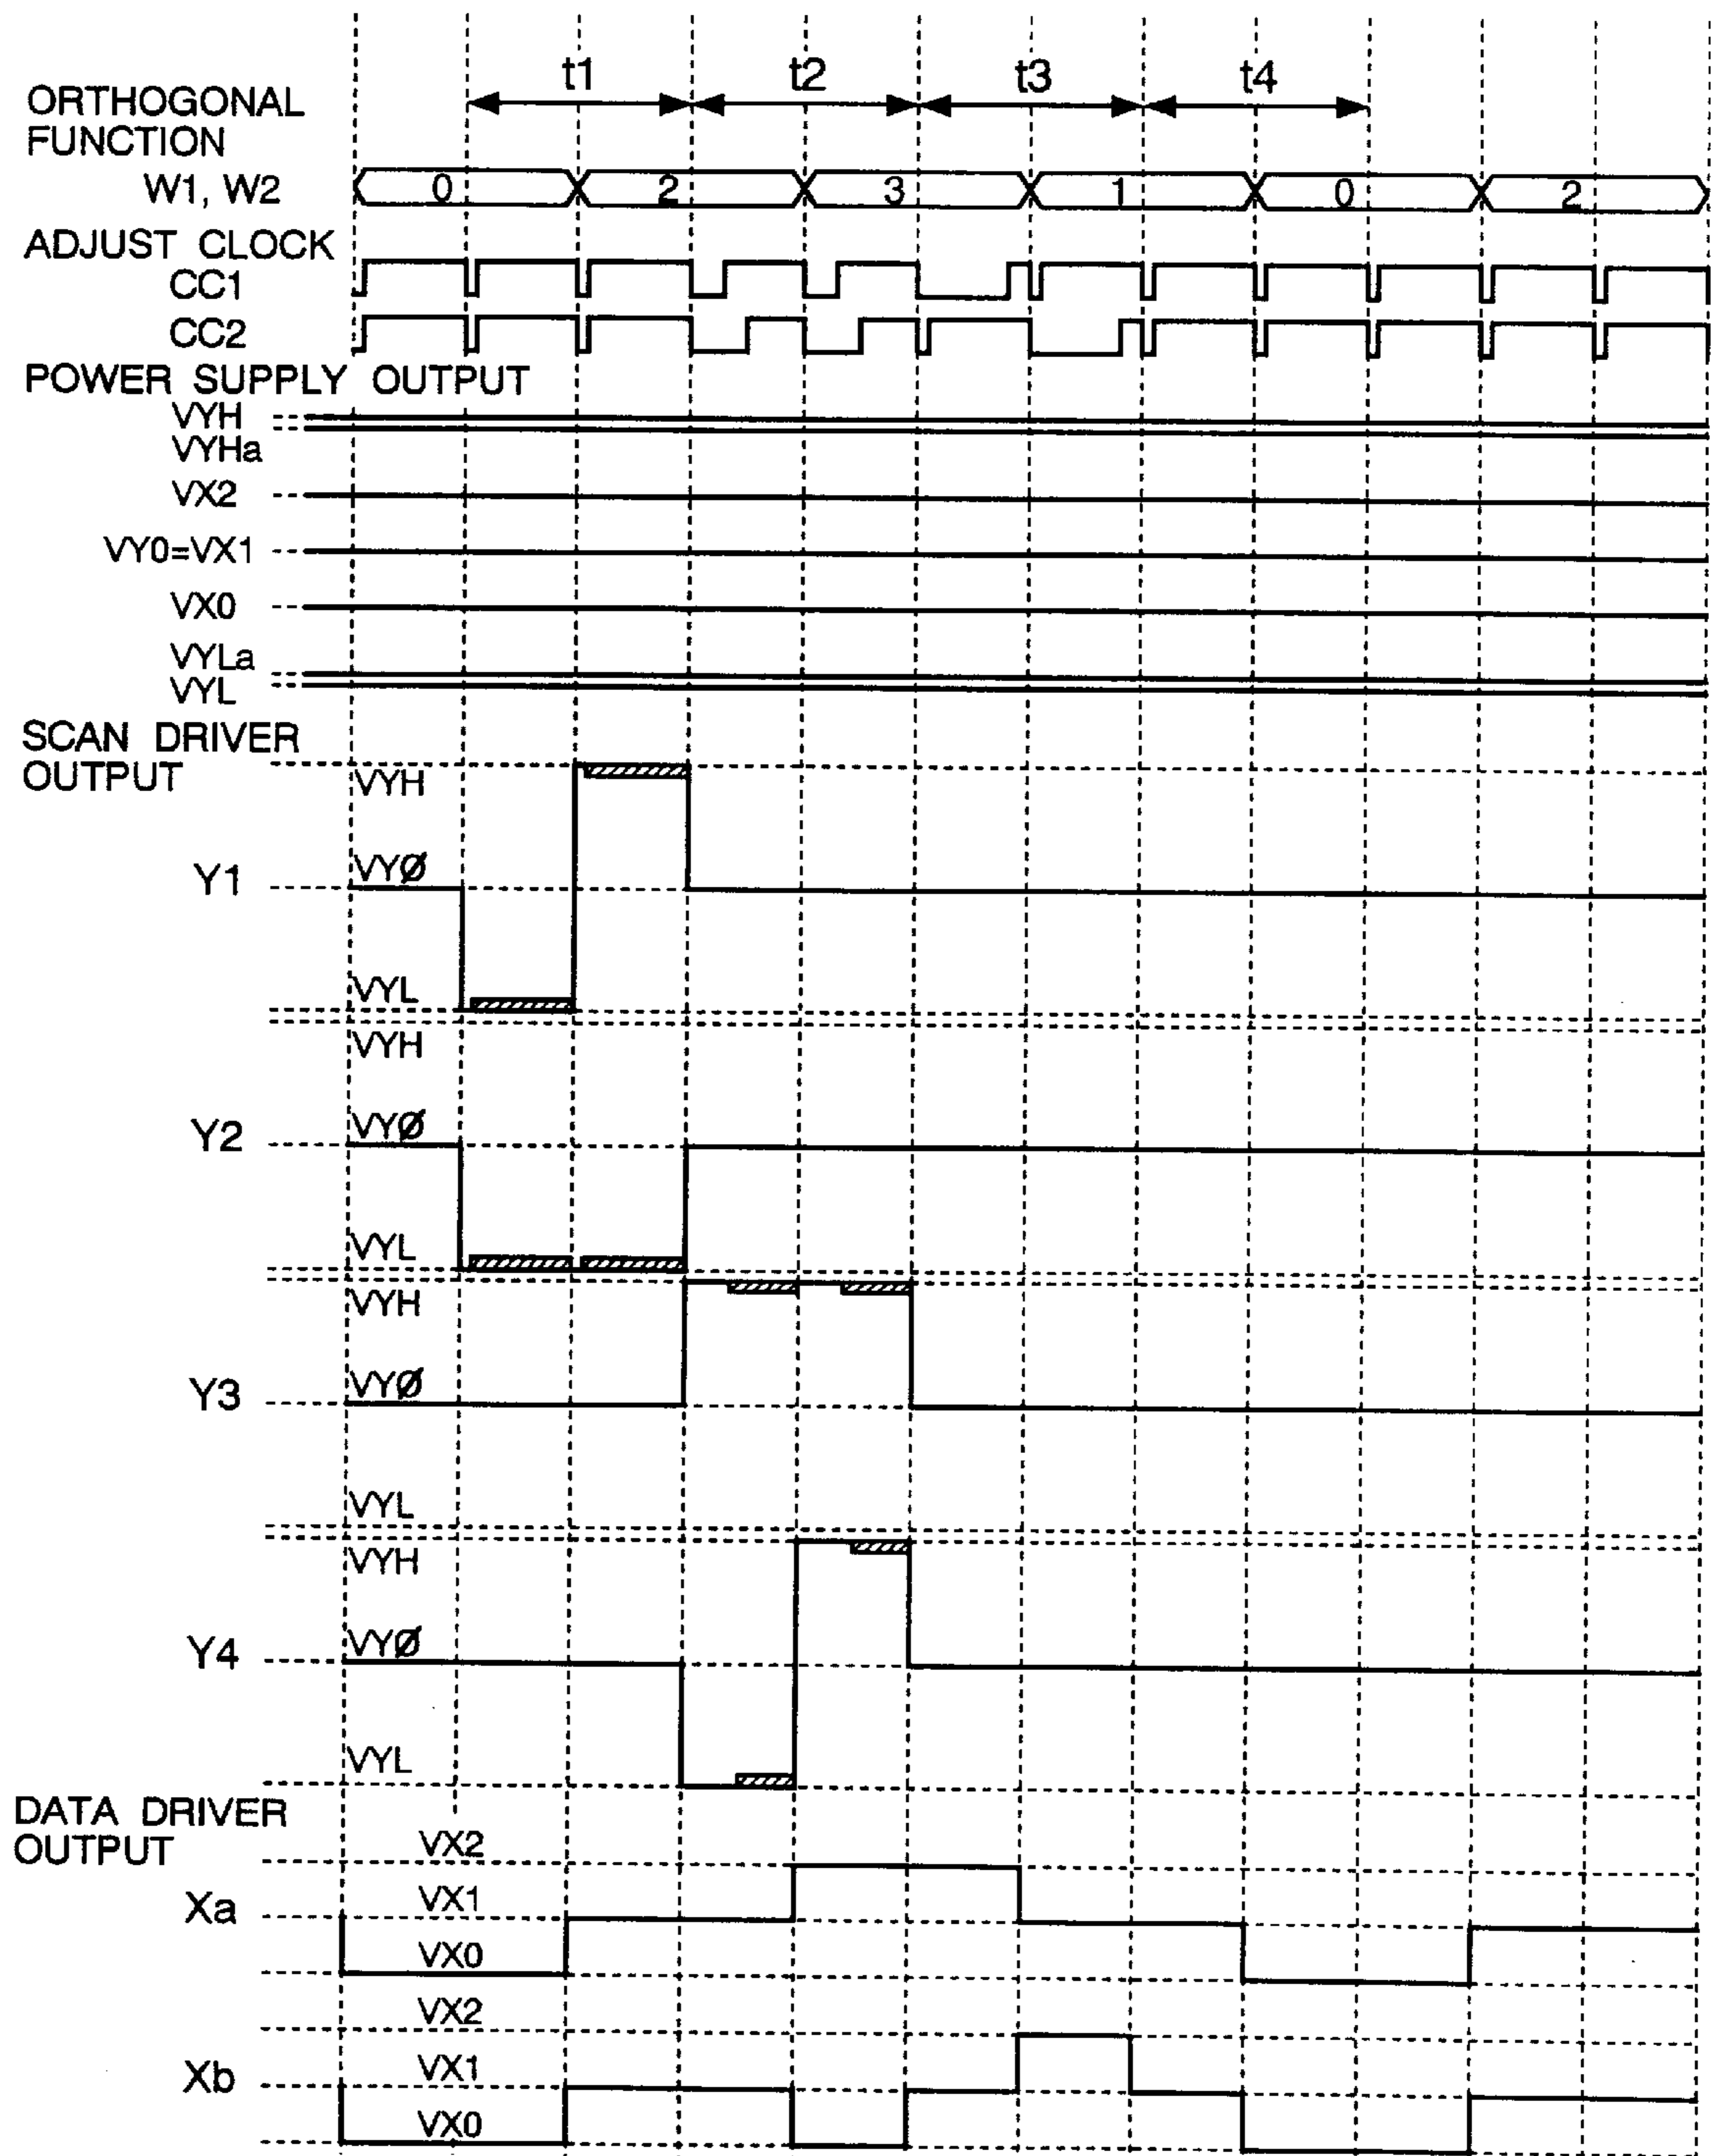 t1 t2 t3 t4
ORTHOGONAL
FUNCTION
W1, W2 0 2 3 1 0 2
ADJUST CLOCK
CC1
CC2
POWER SUPPLY OUTPUT
VYH
VYHa
VX2
VY0=VX1
VX0
VYLa
VYL
SCAN DRIVER
OUTPUT
VYH
Y1 VYØ
VYL
VYH
Y2 VYØ
VYL
VYH
Y3 VYØ
VYL
VYH
Y4 VYØ
VYL
DATA DRIVER
OUTPUT
VX2
Xa VX1
VX0
VX2
Xb VX1
VX0